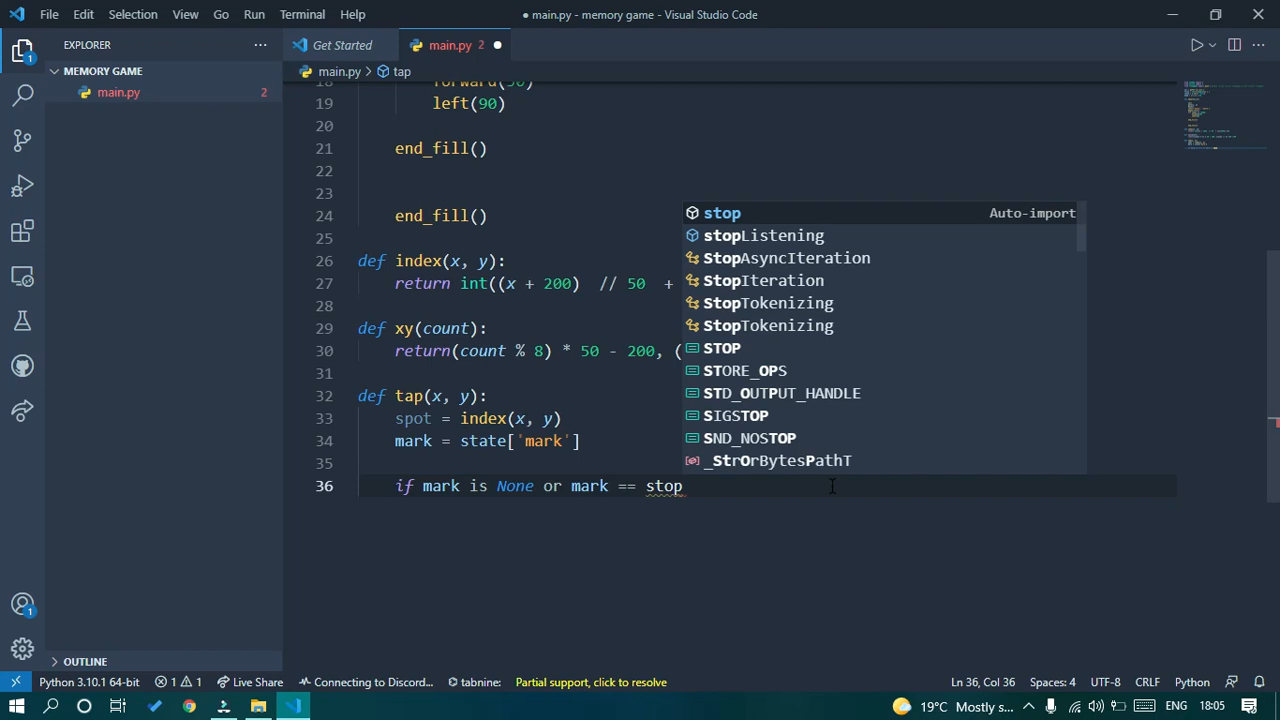 File Edit Selection View Go Run Terminal Help
● main.py - memory game - Visual Studio Code
EXPLORER
Get Started
main.py 2
MEMORY GAME
main.py 2
main.py > tap
18 forward(50)
19 left(90)
20
21 end_fill()
22
23
24 end_fill()
25
26 def index(x, y):
27 return int((x + 200) // 50 +
28
29 def xy(count):
30 return(count % 8) * 50 - 200, (
31
32 def tap(x, y):
33 spot = index(x, y)
34 mark = state['mark']
35
36 if mark is None or mark == stop
stop Auto-import
stopListening
StopAsyncIteration
StopIteration
StopTokenizing
StopTokenizing
STOP
STORE_OPS
STD_OUTPUT_HANDLE
SIGSTOP
SND_NOSTOP
_StrOrBytesPathT
1
1
OUTLINE
Python 3.10.1 64-bit 1 1 Live Share Connecting to Discord... tabnine: Partial support, click to resolve Ln 36, Col 36 Spaces: 4 UTF-8 CRLF Python
19°C Mostly s... ENG 18:05